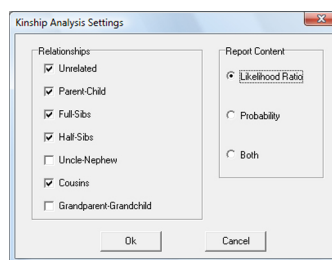 Kinship Analysis Settings
Relationships
Unrelated
Parent-Child
Full-Sibs
Half-Sibs
Uncle-Nephew
Cousins
Grandparent-Grandchild
Report Content
Likelihood Ratio
Probability
Both
Ok
Cancel